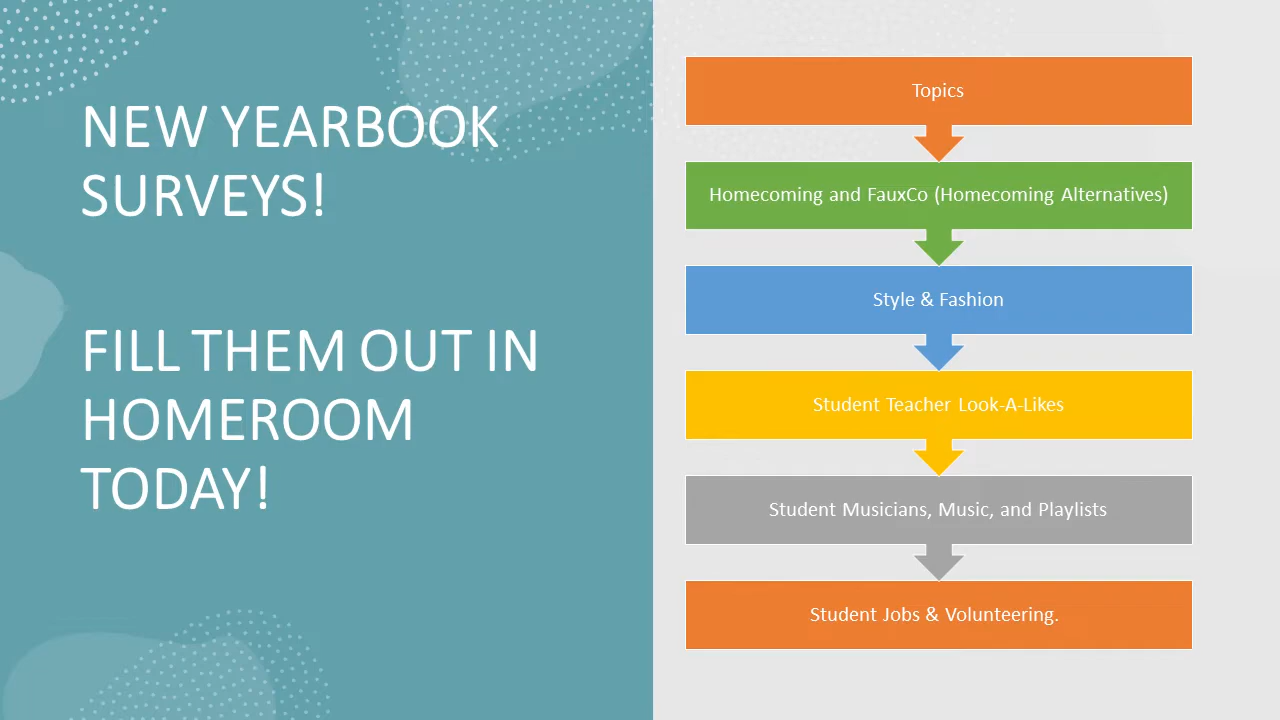 NEW YEARBOOK
SURVEYS!
FILL THEM OUT IN
HOMEROOM
TODAY!
Topics
Homecoming and FauxCo (Homecoming Alternatives)
Style & Fashion
Student Teacher Look-A-Likes
Student Musicians, Music, and Playlists
Student Jobs & Volunteering.